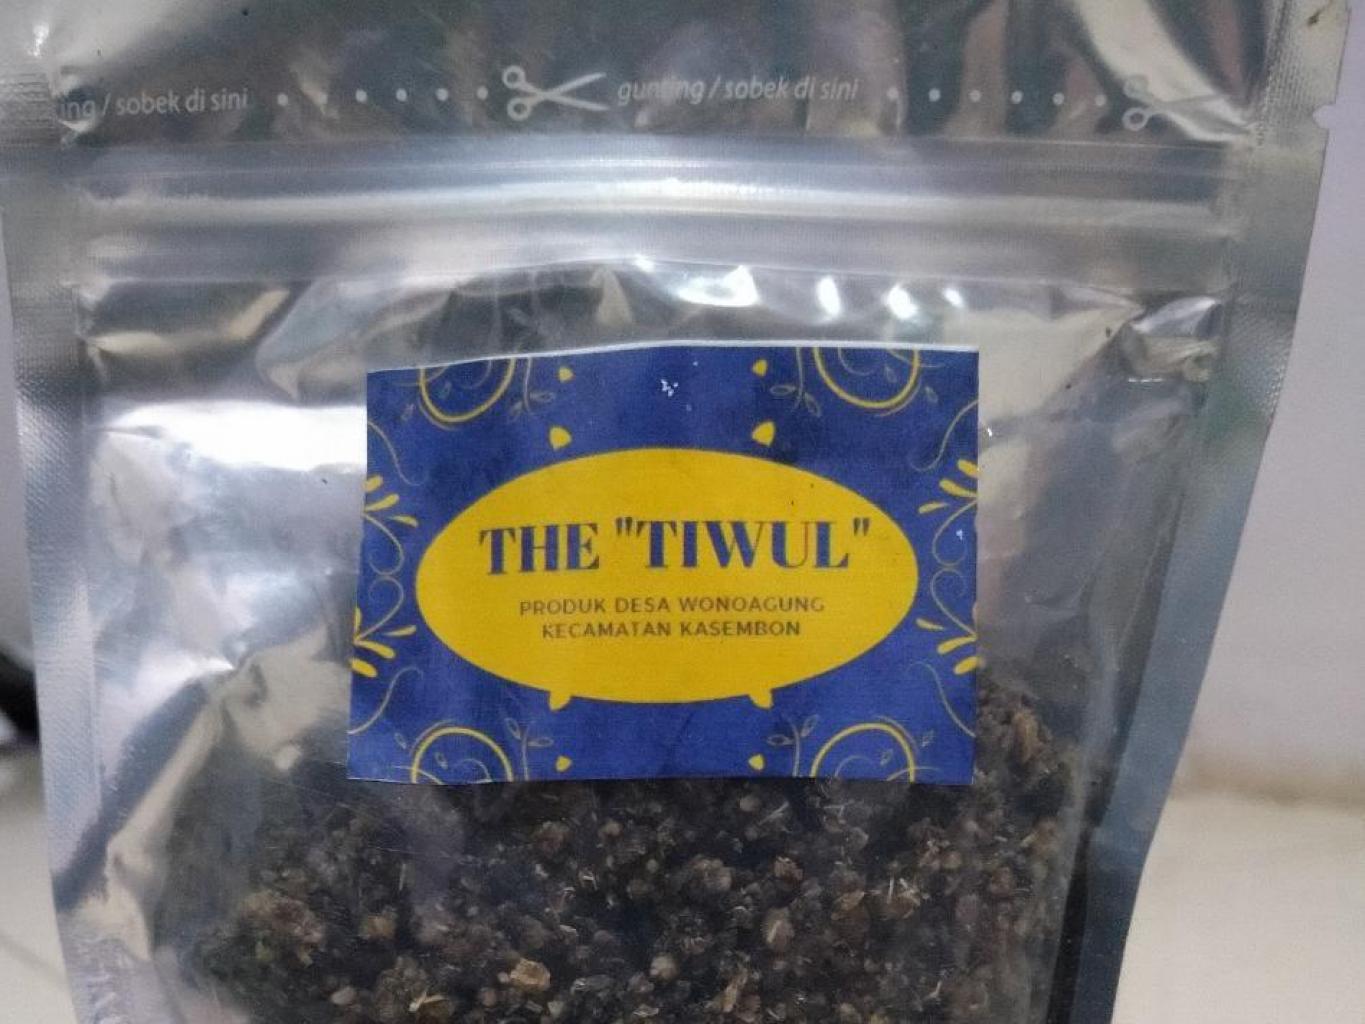 ing / sobek di sini
gunting / sobek di sini
THE "TIWUL"
PRODUK DESA WONOAGUNG
KECAMATAN KASEMBON